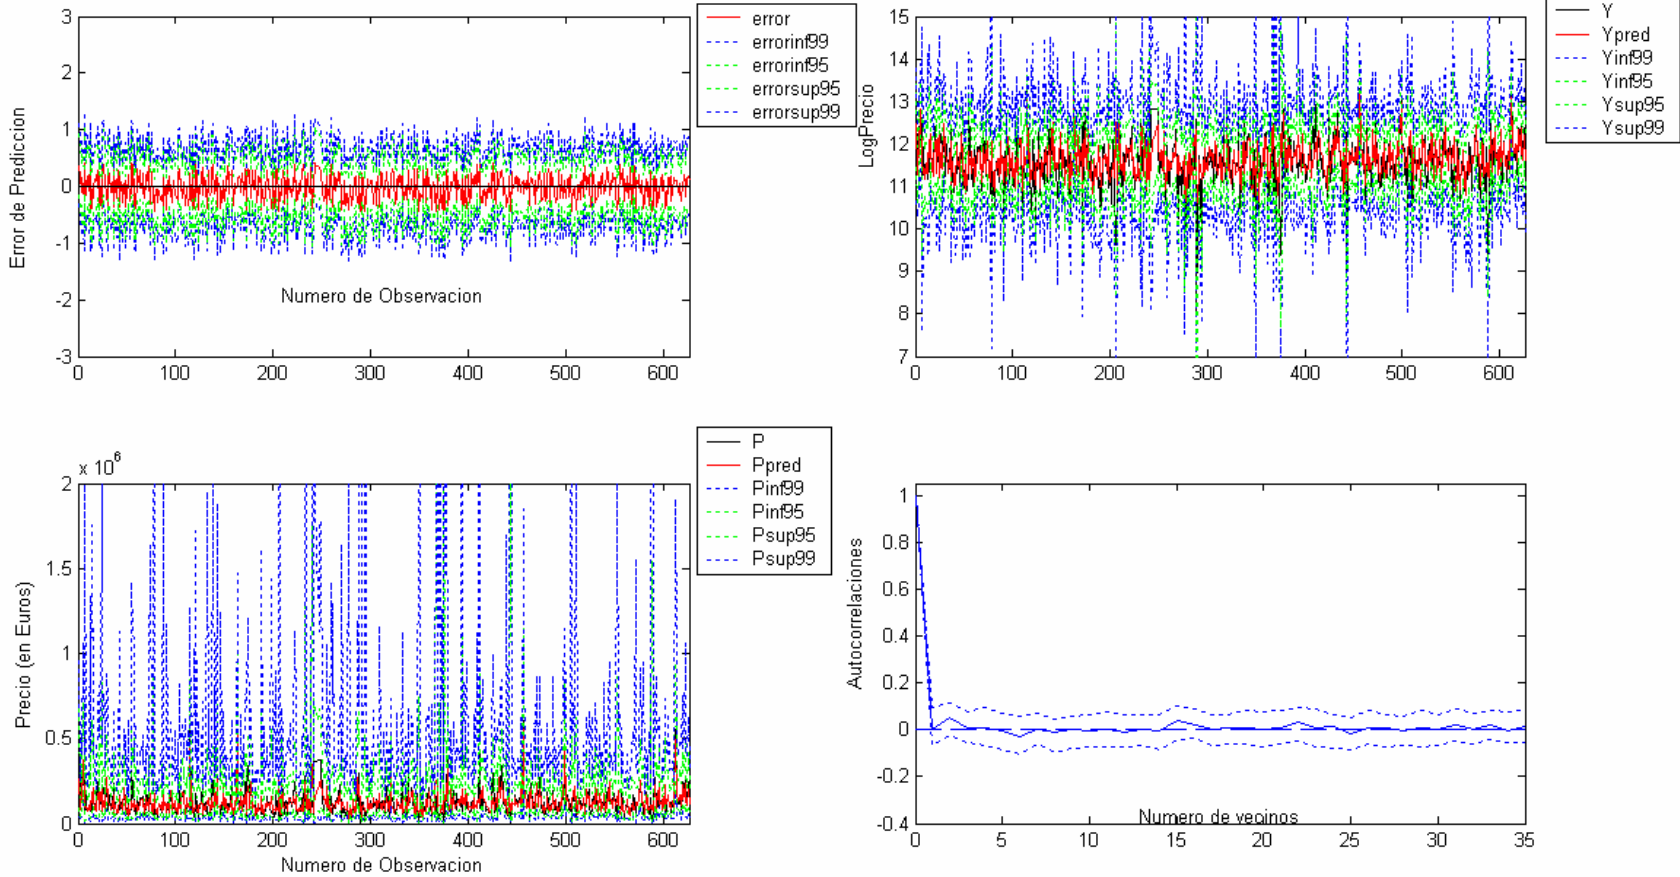 error
errorinf99
errorinf95
errorsup95
errorsup99
3
2
1
0
-1
-2
-3
Error de Prediccion
Numero de Observacion
0 100 200 300 400 500 600
Y
Ypred
Yinf99
Yinf95
Ysup95
Ysup99
15
14
13
12
11
10
9
8
7
LogPrecio
0 100 200 300 400 500 600
P
Ppred
Pinf99
Pinf95
Psup95
Psup99
x 10^6
2
1.5
1
0.5
0
Precio (en Euros)
0 100 200 300 400 500 600
Numero de Observacion
1
0.8
0.6
0.4
0.2
0
-0.2
-0.4
Autocorrelaciones
Numero de vecinos
0 5 10 15 20 25 30 35